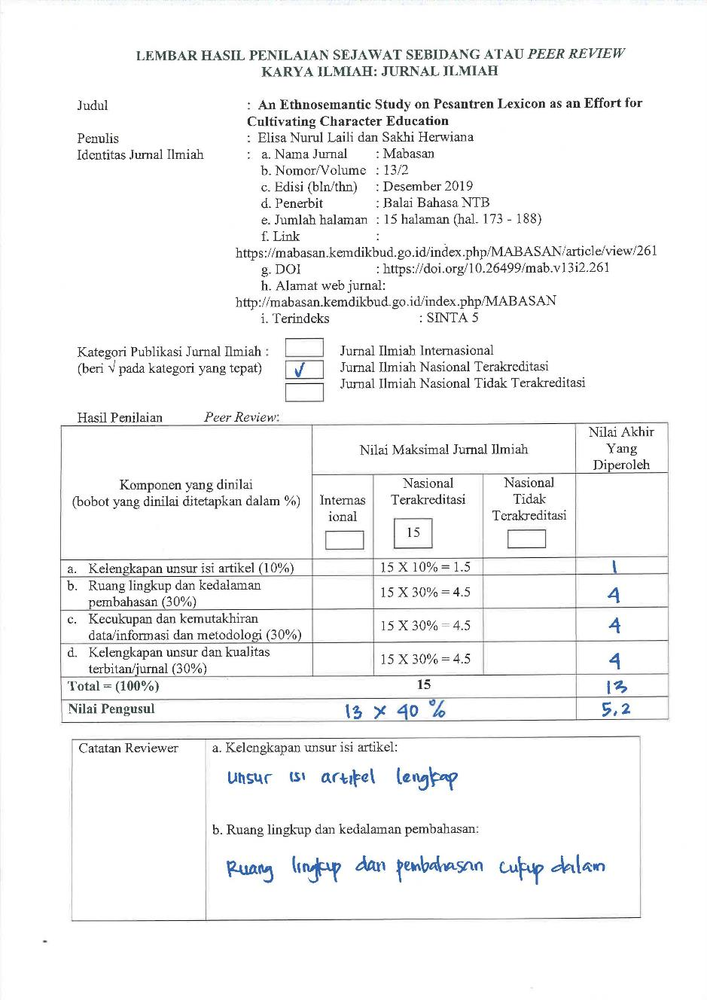 LEMBAR HASIL PENILAIAN SEJAWAT SEBIDANG ATAU PEER REVIEW
KARYA ILMIAH: JURNAL ILMIAH
Judul : An Ethnosemantic Study on Pesantren Lexicon as an Effort for
Cultivating Character Education
Penulis : Elisa Nurul Laili dan Sakhi Herwiana
Identitas Jurnal Ilmiah : a. Nama Jurnal : Mabasan
b. Nomor/Volume : 13/2
c. Edisi (bln/thn) : Desember 2019
d. Penerbit : Balai Bahasa NTB
e. Jumlah halaman : 15 halaman (hal. 173 - 188)
f. Link :
https://mabasan.kemdikbud.go.id/index.php/MABASAN/article/view/261
g. DOI : https://doi.org/10.26499/mab.v13i2.261
h. Alamat web jurnal:
http://mabasan.kemdikbud.go.id/index.php/MABASAN
i. Terindeks : SINTA 5
Kategori Publikasi Jurnal Ilmiah : Jurnal Ilmiah Internasional
(beri √ pada kategori yang tepat) √ Jurnal Ilmiah Nasional Terakreditasi
Jurnal Ilmiah Nasional Tidak Terakreditasi
Hasil Penilaian Peer Review:
Komponen yang dinilai
(bobot yang dinilai ditetapkan dalam %)
Nilai Maksimal Jurnal Ilmiah
Nilai Akhir
Yang
Diperoleh
Internas
ional
Nasional
Terakreditasi
15
Nasional
Tidak
Terakreditasi
a. Kelengkapan unsur isi artikel (10%) 15 X 10% = 1.5 1
b. Ruang lingkup dan kedalaman
pembahasan (30%) 15 X 30% = 4.5 4
c. Kecukupan dan kemutakhiran
data/informasi dan metodologi (30%) 15 X 30% = 4.5 4
d. Kelengkapan unsur dan kualitas
terbitan/jurnal (30%) 15 X 30% = 4.5 4
Total = (100%) 15 13
Nilai Pengusul 13 x 40 % 5,2
Catatan Reviewer a. Kelengkapan unsur isi artikel:
Unsur isi artikel lengkap
b. Ruang lingkup dan kedalaman pembahasan:
Ruang lingkup dan pembahasan cukup dalam